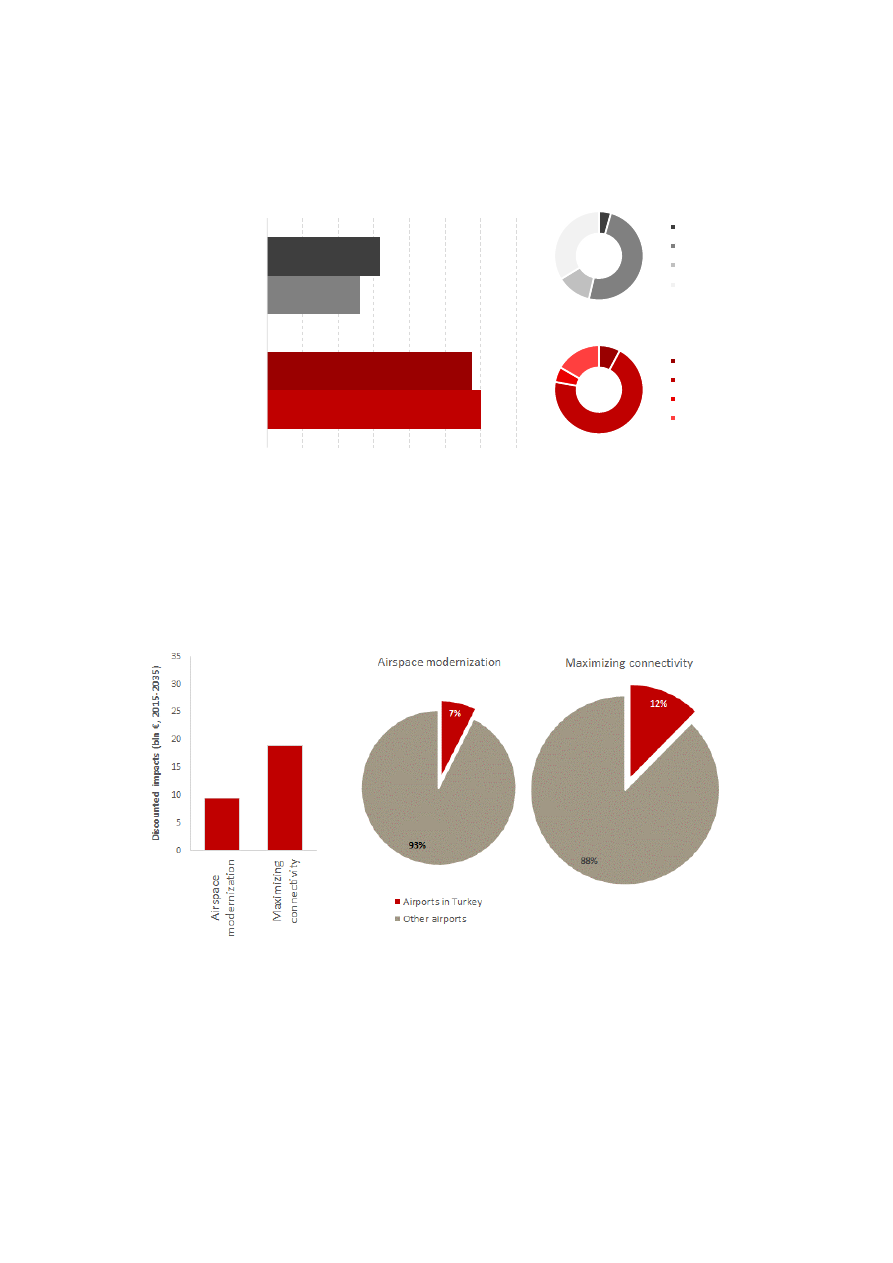 35
30
25
20
15
10
5
0
Discounted impacts (bln €, 2015-2035)
Airspace
modernization
Maximizing
connectivity
Airspace modernization
7%
93%
Maximizing connectivity
12%
88%
Airports in Turkey
Other airports